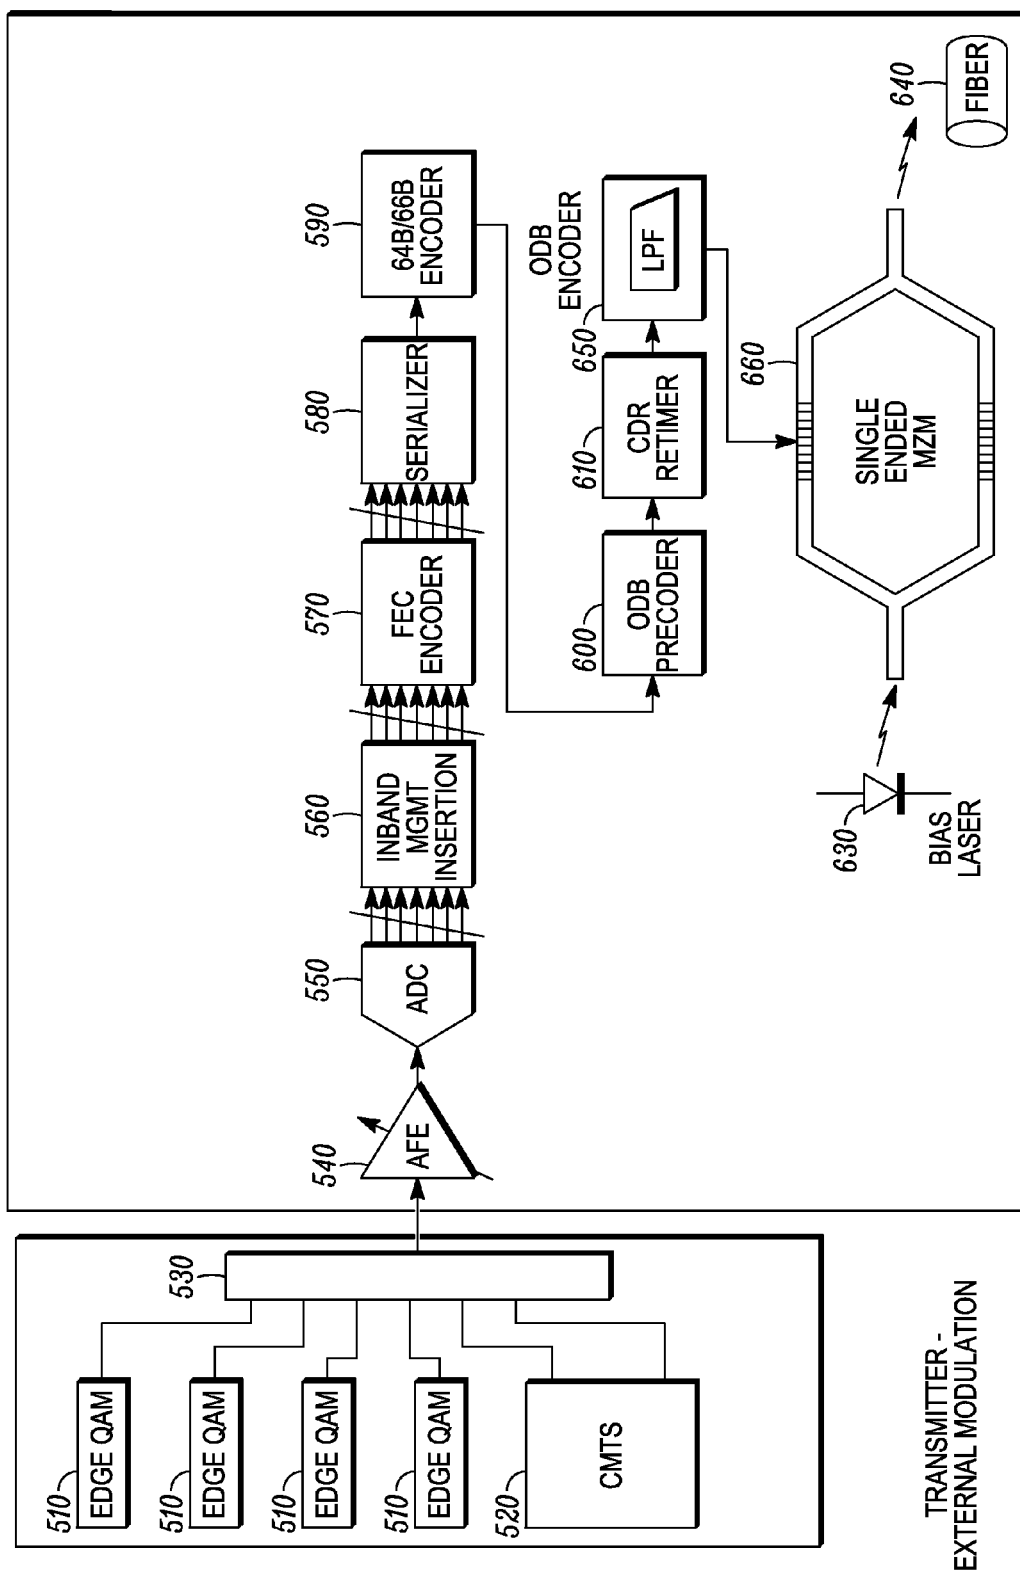 510
EDGE QAM
510
EDGE QAM
510
EDGE QAM
510
EDGE QAM
520
CMTS
530
540
AFE
550
ADC
560
INBAND
MGMT
INSERTION
570
FEC
ENCODER
580
SERIALIZER
590
64B/66B
ENCODER
600
ODB
PRECODER
610
CDR
RETIMER
650
ODB
ENCODER
LPF
660
SINGLE
ENDED
MZM
630
BIAS
LASER
640
FIBER
TRANSMITTER -
EXTERNAL MODULATION